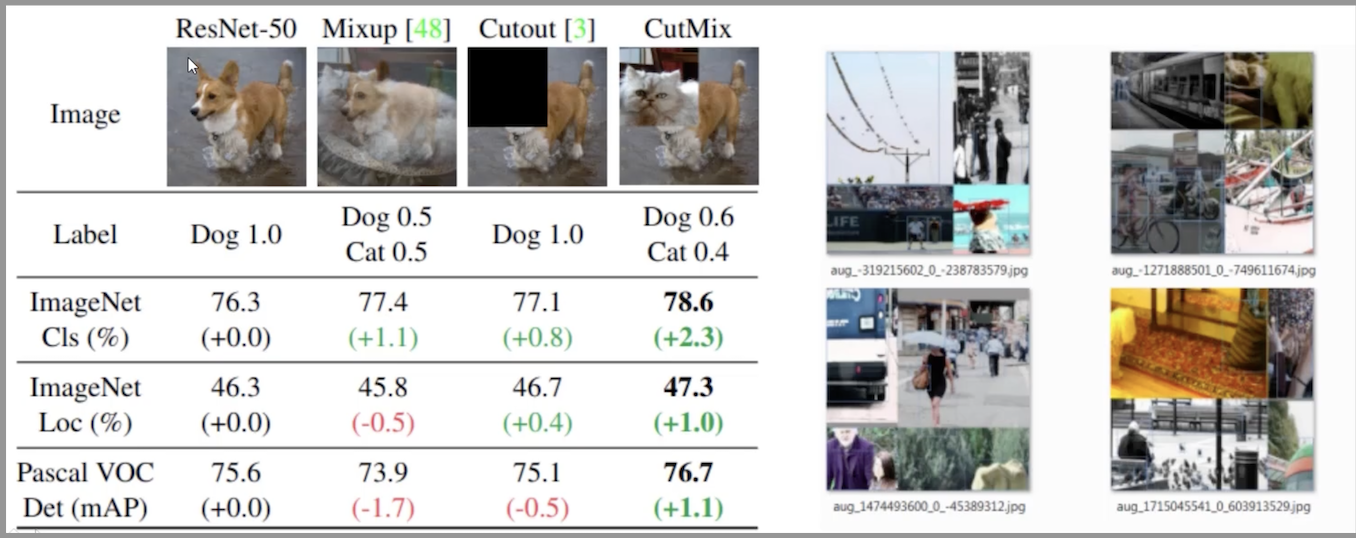 ResNet-50 Mixup [48] Cutout [3] CutMix
Image
Label
Dog 1.0
Dog 0.5
Cat 0.5
Dog 1.0
Dog 0.6
Cat 0.4
ImageNet
Cls (%)
76.3
(+0.0)
77.4
(+1.1)
77.1
(+0.8)
78.6
(+2.3)
ImageNet
Loc (%)
46.3
(+0.0)
45.8
(-0.5)
46.7
(+0.4)
47.3
(+1.0)
Pascal VOC
Det (mAP)
75.6
(+0.0)
73.9
(-1.7)
75.1
(-0.5)
76.7
(+1.1)
LIFE
aug_-319215602_0_-238783579.jpg
aug_-1271888501_0_-749611674.jpg
aug_1474493600_0_-45389312.jpg
aug_1715045541_0_603913529.jpg